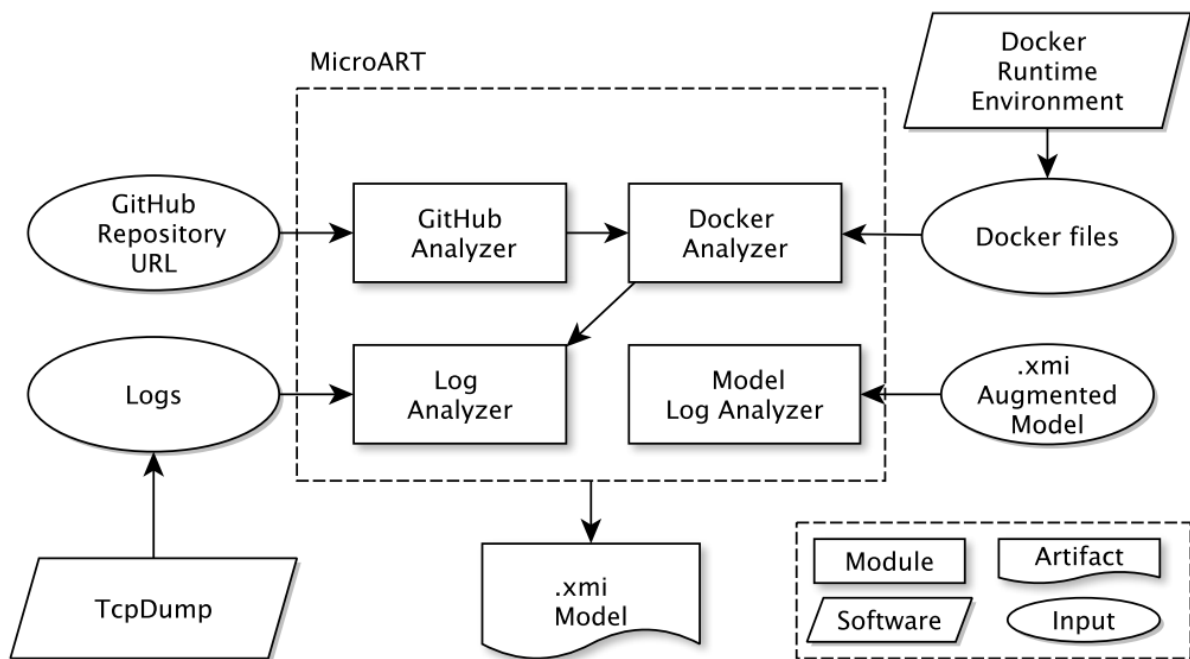 MicroART
Docker
Runtime
Environment
GitHub
Repository
URL
GitHub
Analyzer
Docker
Analyzer
Docker files
Logs
Log
Analyzer
Model
Log Analyzer
.xmi
Augmented
Model
TcpDump
.xmi
Model
Module
Artifact
Software
Input